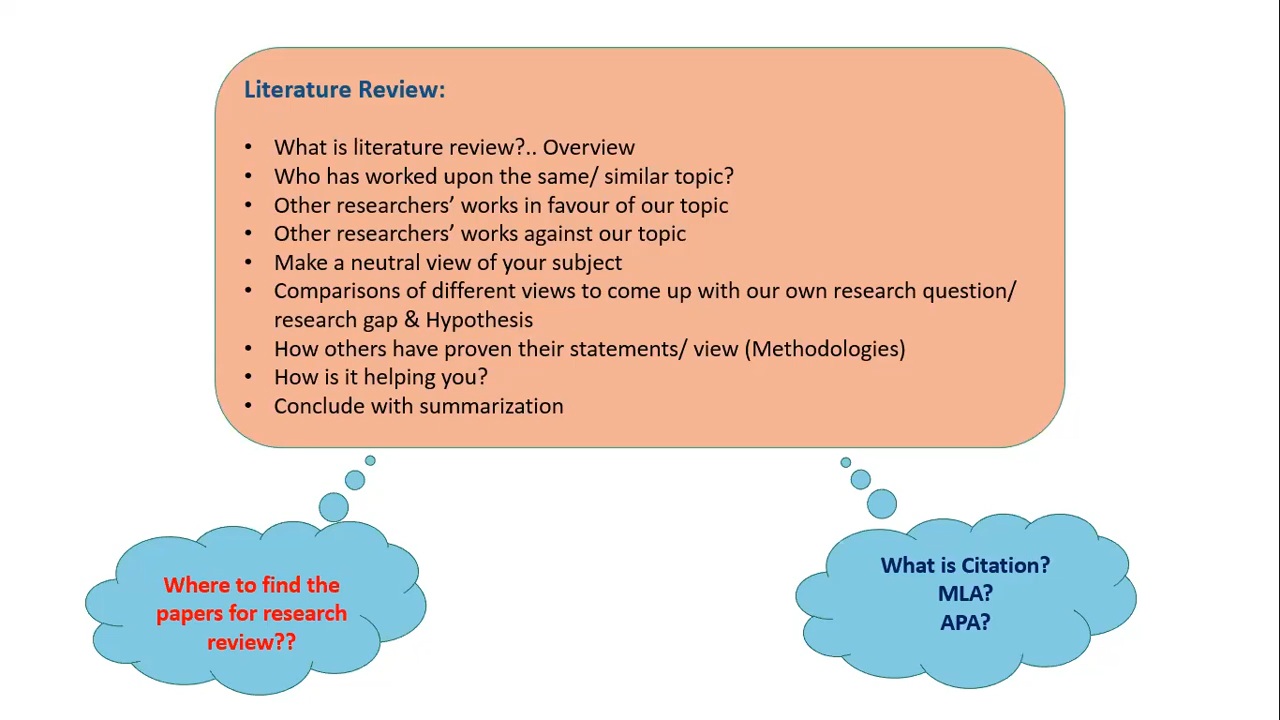 Literature Review:
• What is literature review?.. Overview
• Who has worked upon the same/ similar topic?
• Other researchers’ works in favour of our topic
• Other researchers’ works against our topic
• Make a neutral view of your subject
• Comparisons of different views to come up with our own research question/
research gap & Hypothesis
• How others have proven their statements/ view (Methodologies)
• How is it helping you?
• Conclude with summarization
Where to find the
papers for research
review??
What is Citation?
MLA?
APA?